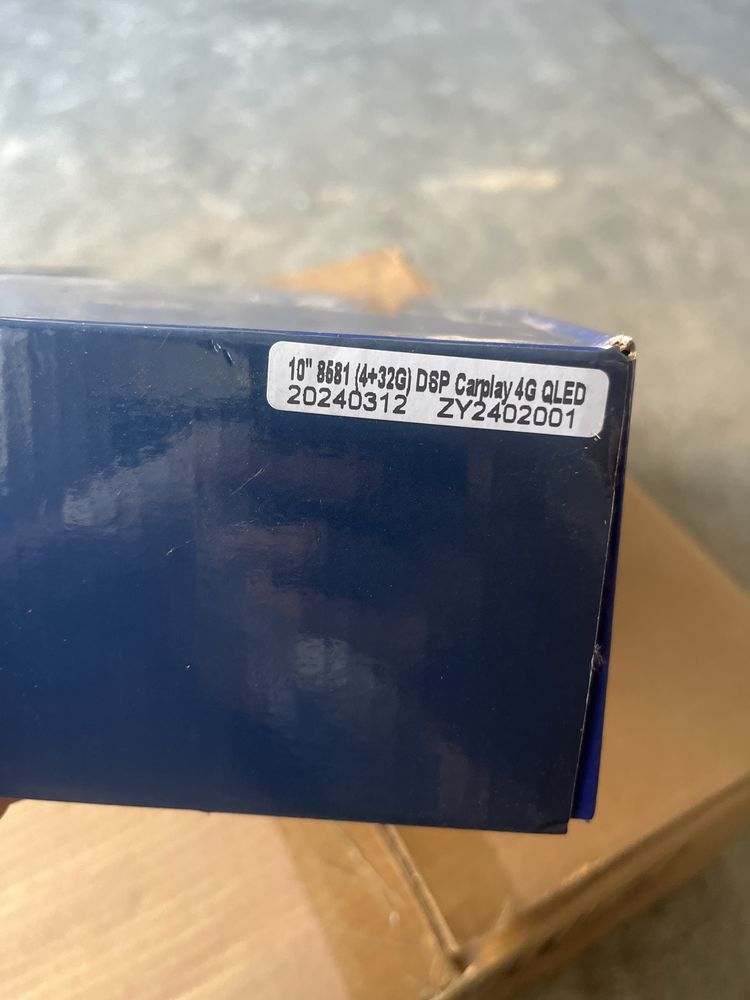 10" 8581 (4+32G) DSP Carplay 4G QLED
20240312 ZY2402001